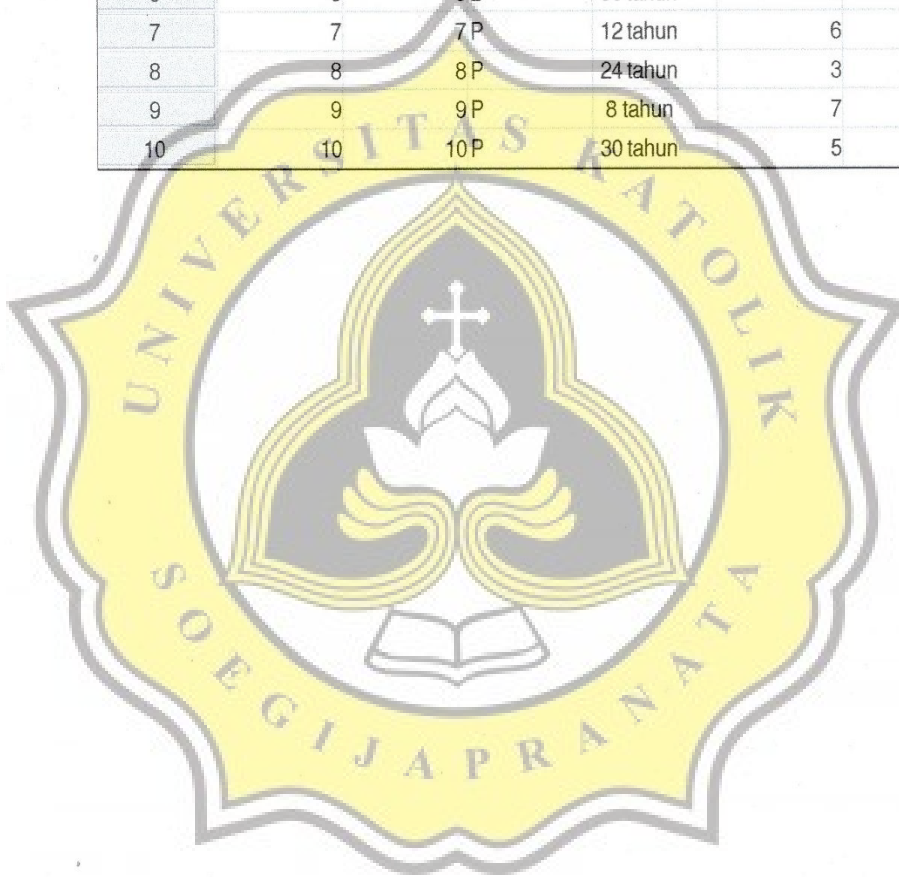 7 7 7 P 12 tahun 6
8 8 8 P 24 tahun 3
9 9 9 P 8 tahun 7
10 10 10 P 30 tahun 5
UNIVERSITAS KATOLIK
SOEGIJAPRANATA